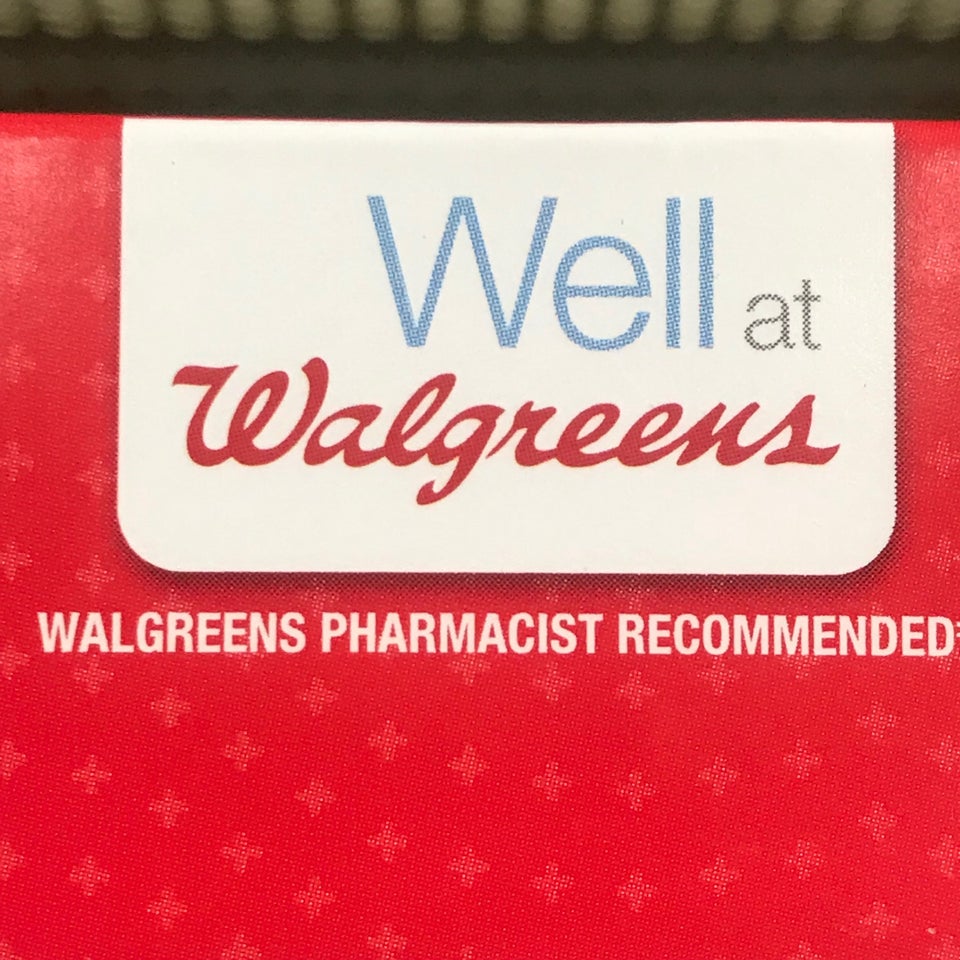 Well at
Walgreens
WALGREENS PHARMACIST RECOMMENDED‡